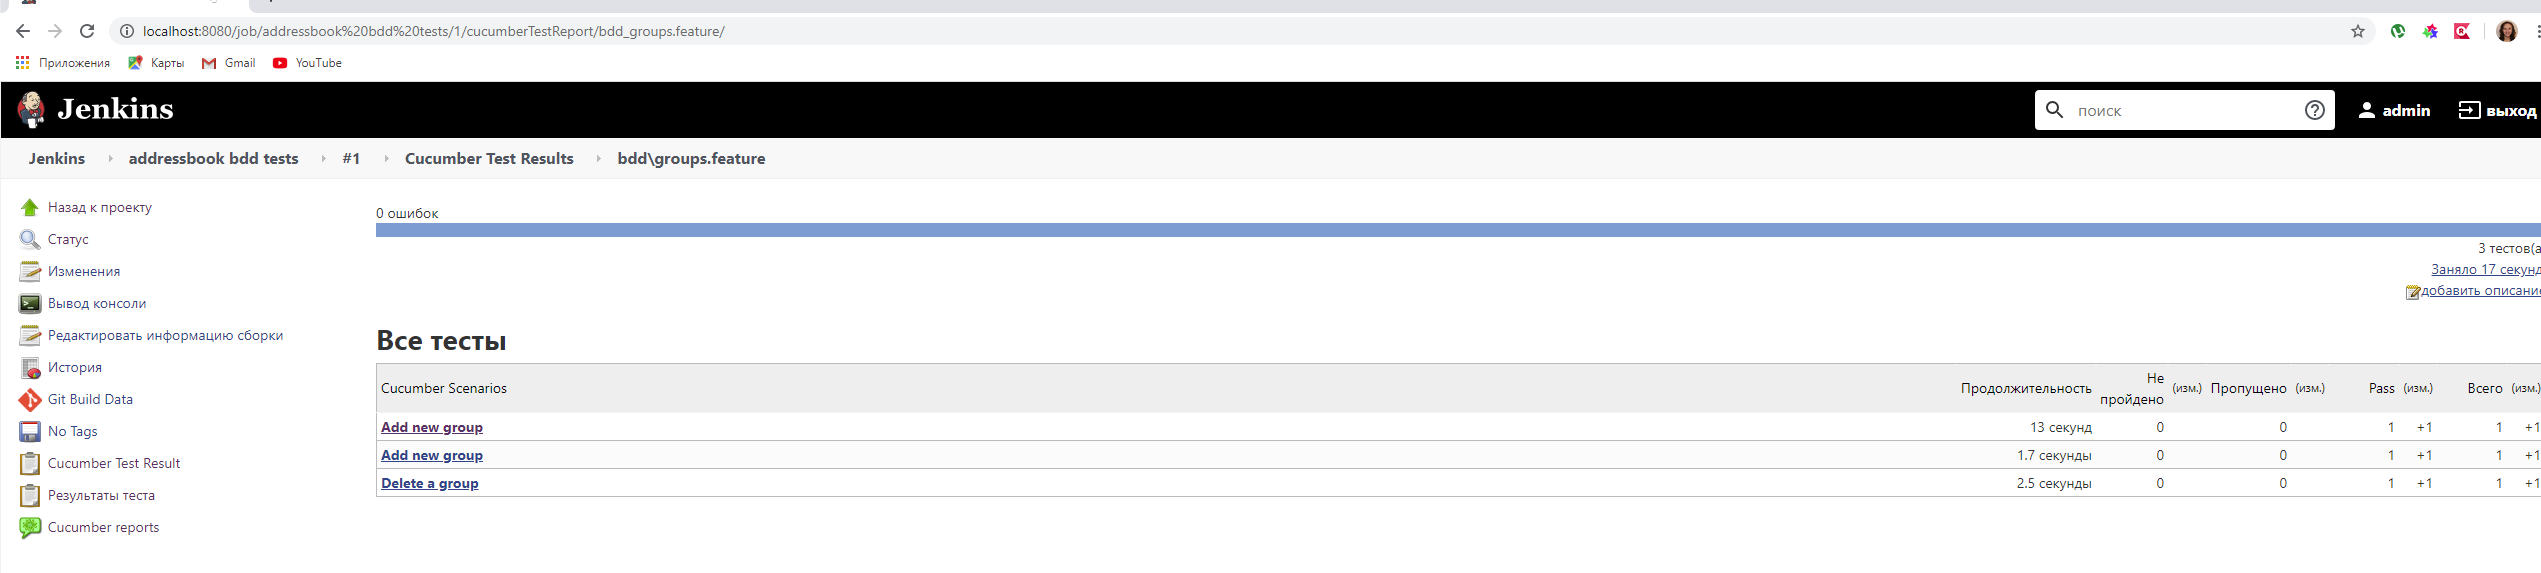 localhost:8080/job/addressbook%20bdd%20tests/1/cucumberTestReport/bdd_groups.feature/
Приложения Карты Gmail YouTube
Jenkins поиск admin выход
Jenkins addressbook bdd tests #1 Cucumber Test Results bdd\groups.feature
Назад к проекту
Статус
Изменения
Вывод консоли
Редактировать информацию сборки
История
Git Build Data
No Tags
Cucumber Test Result
Результаты теста
Cucumber reports
0 ошибок
3 тестов(а
Заняло 17 секунд
добавить описание
Все тесты
Cucumber Scenarios Продолжительность Не пройдено (изм.) Пропущено (изм.) Pass (изм.) Всего (изм.)
Add new group 13 секунд 0 0 1 +1 1 +1
Add new group 1.7 секунды 0 0 1 +1 1 +1
Delete a group 2.5 секунды 0 0 1 +1 1 +1